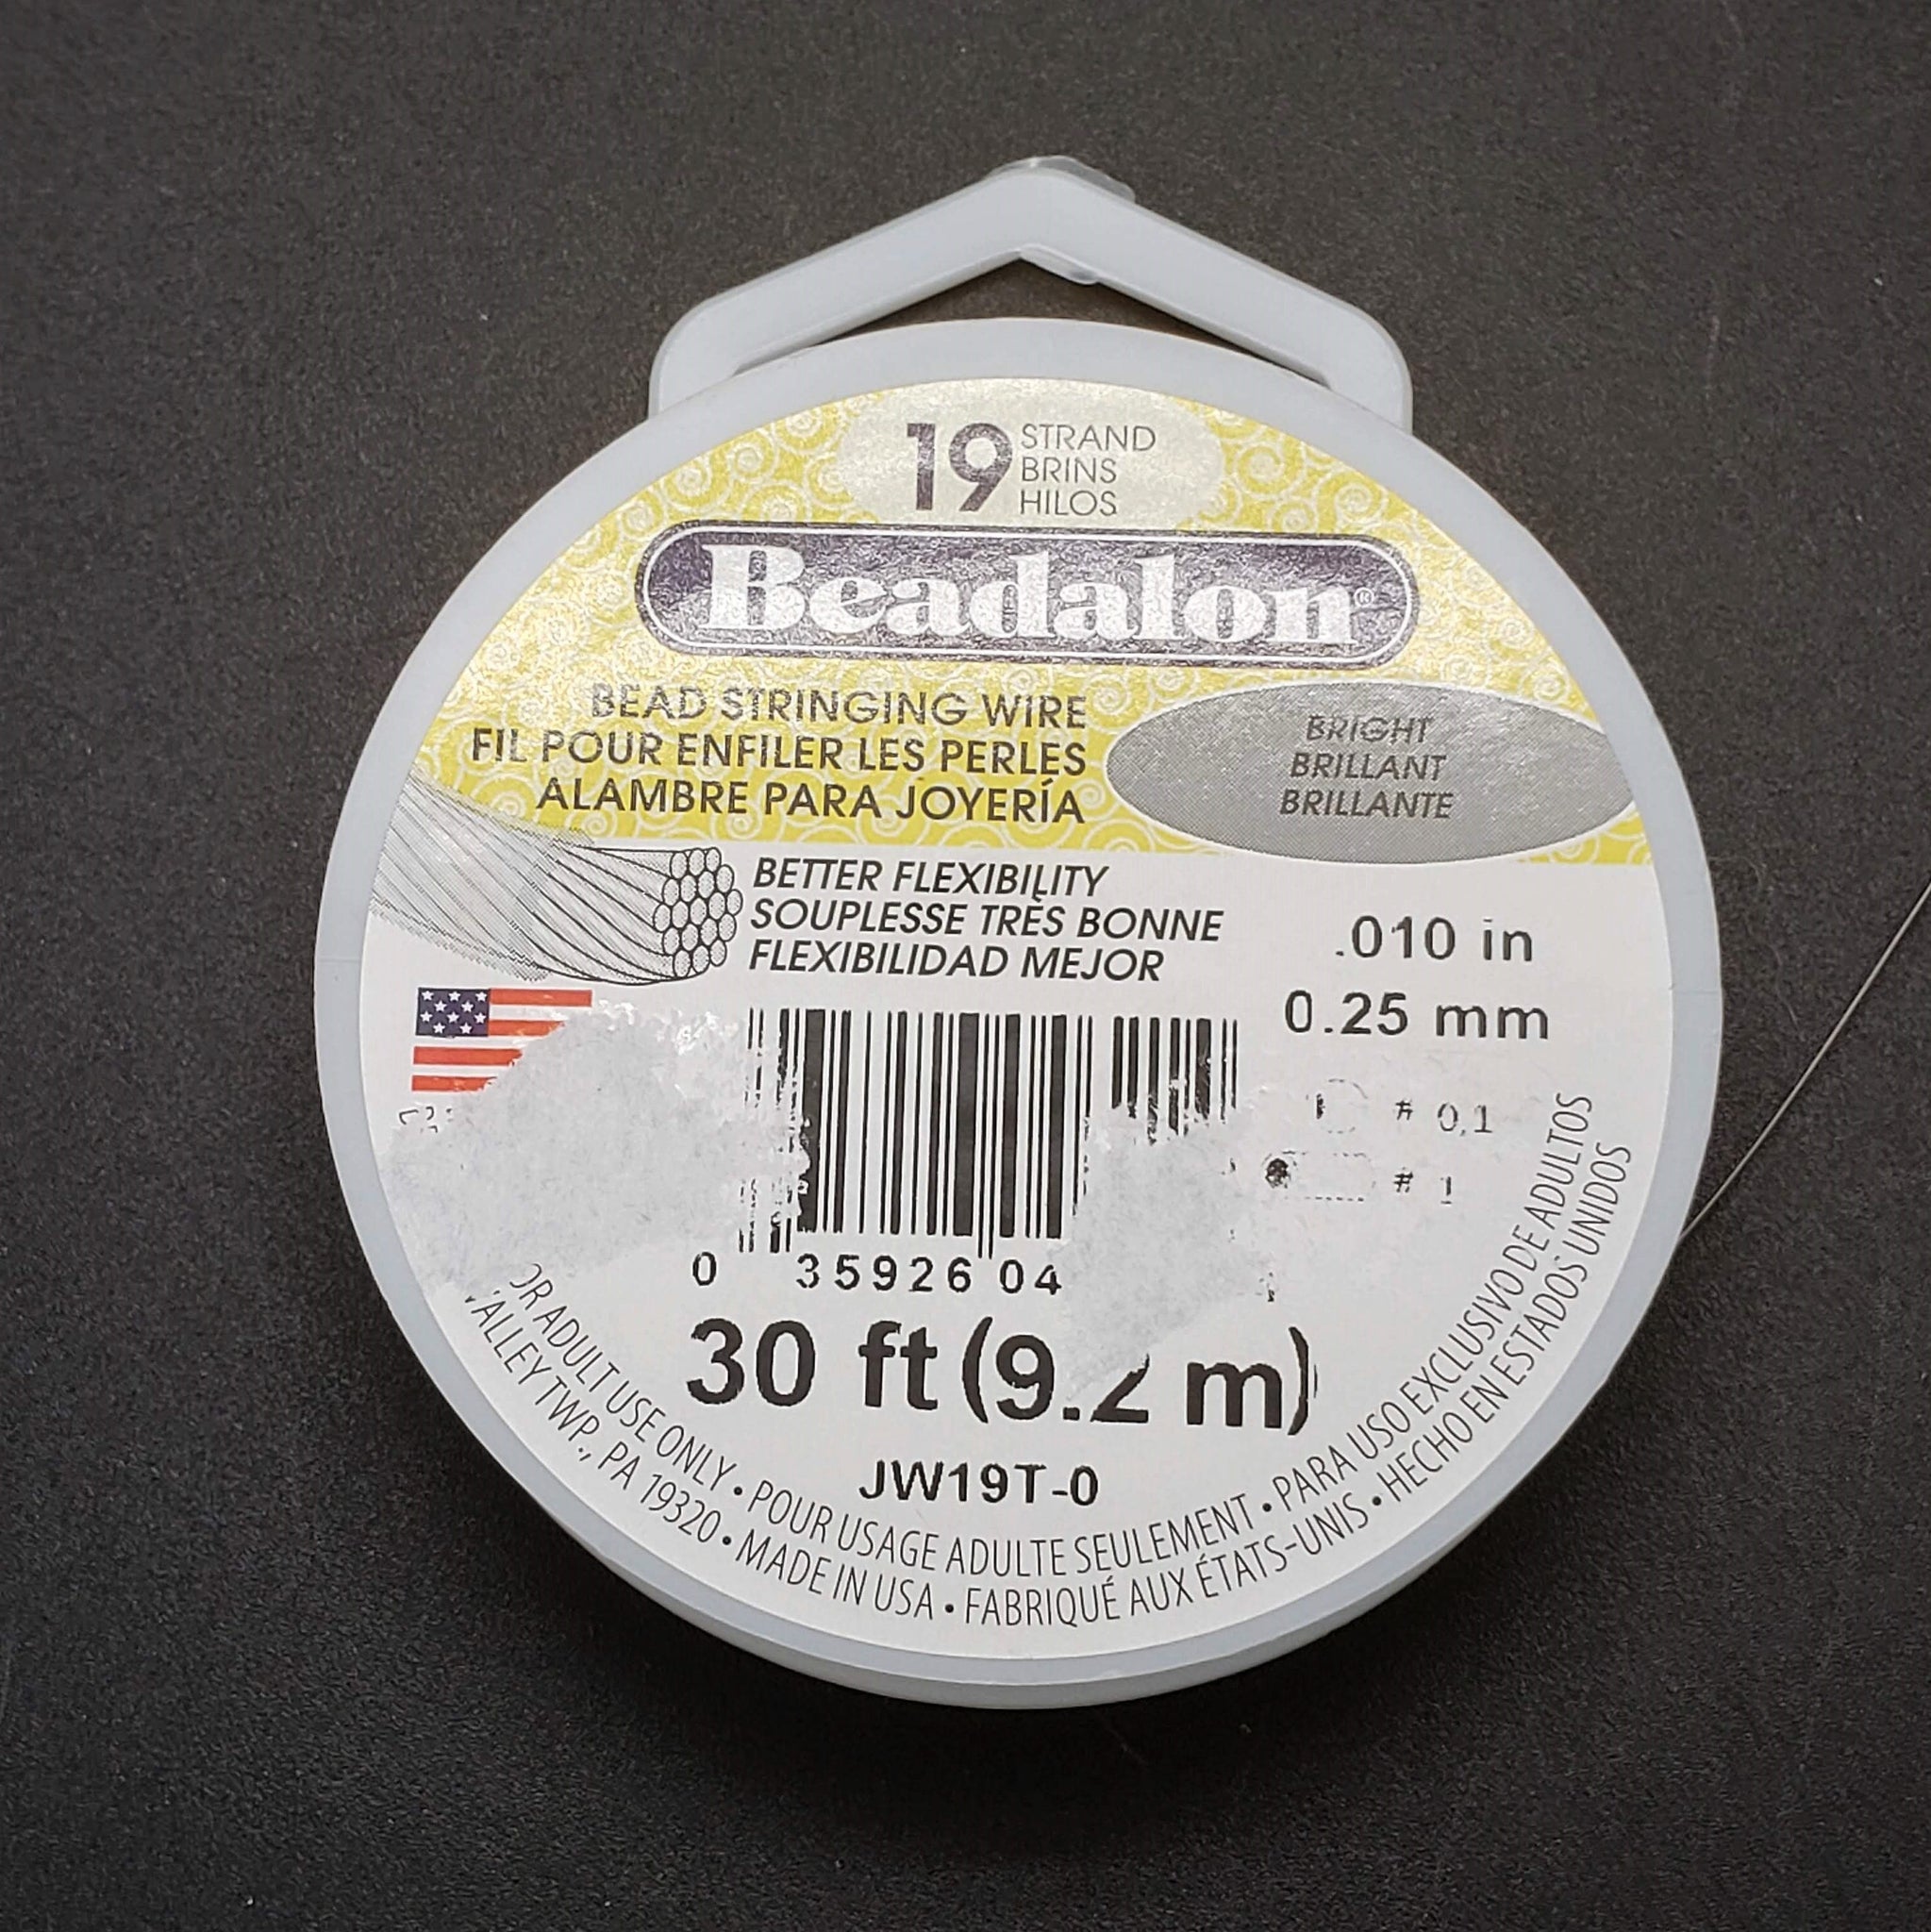 19 STRAND
BRINS
HILOS
Beadalon®
BEAD STRINGING WIRE
FIL POUR ENFILER LES PERLES
ALAMBRE PARA JOYERÍA
BRIGHT
BRILLANT
BRILLANTE
BETTER FLEXIBILITY
SOUPLESSE TRÈS BONNE
FLEXIBILIDAD MEJOR
.010 in
0.25 mm
# 0,1
# 1
0 35926 04
30 ft (9.2 m)
JW19T-0
ADULT USE ONLY • POUR USAGE ADULTE SEULEMENT • PARA USO EXCLUSIVO DE ADULTOS
TWP., PA 19320 • MADE IN USA • FABRIQUÉ AUX ÉTATS-UNIS • HECHO EN ESTADOS UNIDOS